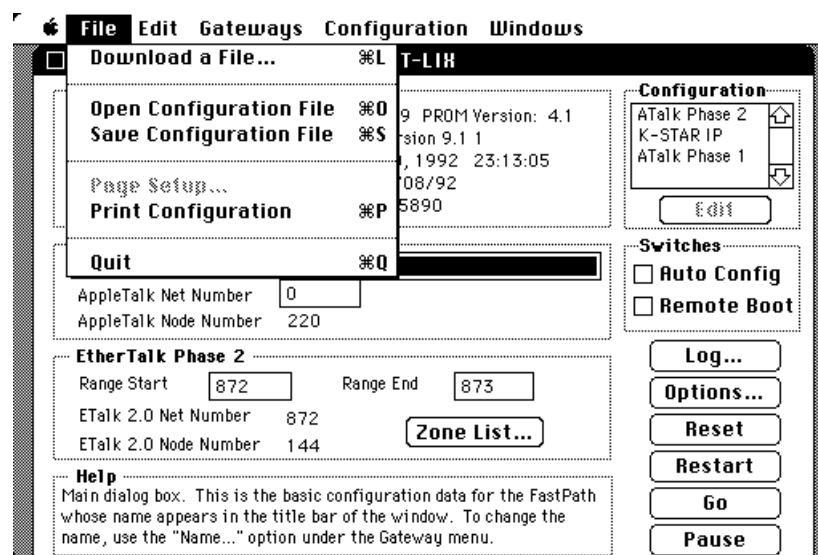 File Edit Gateways Configuration Windows
T-LIX
Download a File... ⌘L
Open Configuration File ⌘O
Save Configuration File ⌘S
Page Setup...
Print Configuration ⌘P
Quit ⌘Q
9 PROM Version: 4.1
rsion 9.1 1
, 1992 23:13:05
08/92
5890
AppleTalk Net Number 0
AppleTalk Node Number 220
EtherTalk Phase 2
Range Start 872 Range End 873
ETalk 2.0 Net Number 872
ETalk 2.0 Node Number 144
Zone List...
Help
Main dialog box. This is the basic configuration data for the FastPath
whose name appears in the title bar of the window. To change the
name, use the "Name..." option under the Gateway menu.
Configuration
ATalk Phase 2
K-STAR IP
ATalk Phase 1
Edit
Switches
Auto Config
Remote Boot
Log...
Options...
Reset
Restart
Go
Pause